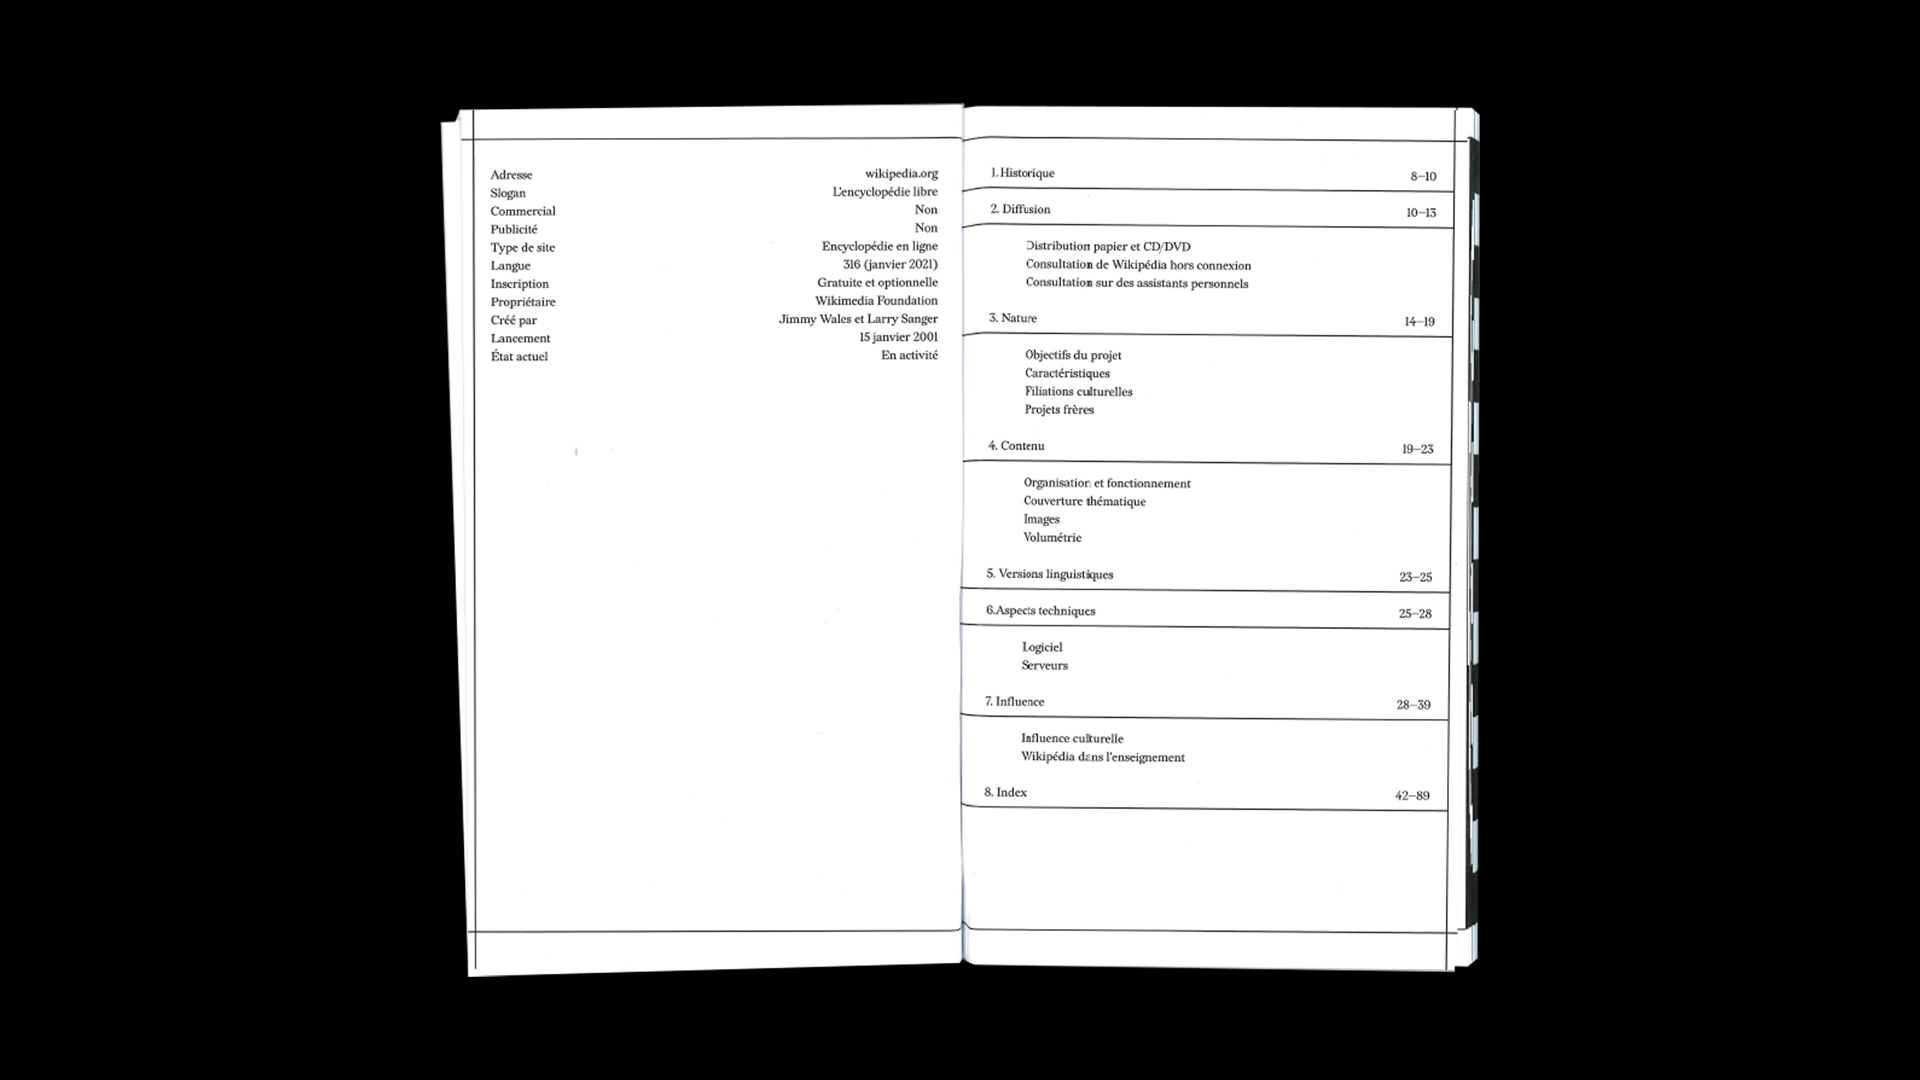 Adresse wikipedia.org
Slogan L'encyclopédie libre
Commercial Non
Publicité Non
Type de site Encyclopédie en ligne
Langue 316 (janvier 2021)
Inscription Gratuite et optionnelle
Propriétaire Wikimedia Foundation
Créé par Jimmy Wales et Larry Sanger
Lancement 15 janvier 2001
État actuel En activité
1. Historique 8–10
2. Diffusion 10–13
Distribution papier et CD/DVD
Consultation de Wikipédia hors connexion
Consultation sur des assistants personnels
3. Nature 14–19
Objectifs du projet
Caractéristiques
Filiations culturelles
Projets frères
4. Contenu 19–23
Organisation et fonctionnement
Couverture thématique
Images
Volumétrie
5. Versions linguistiques 23–25
6.Aspects techniques 25–28
Logiciel
Serveurs
7. Influence 28–39
Influence culturelle
Wikipédia dans l'enseignement
8. Index 42–89